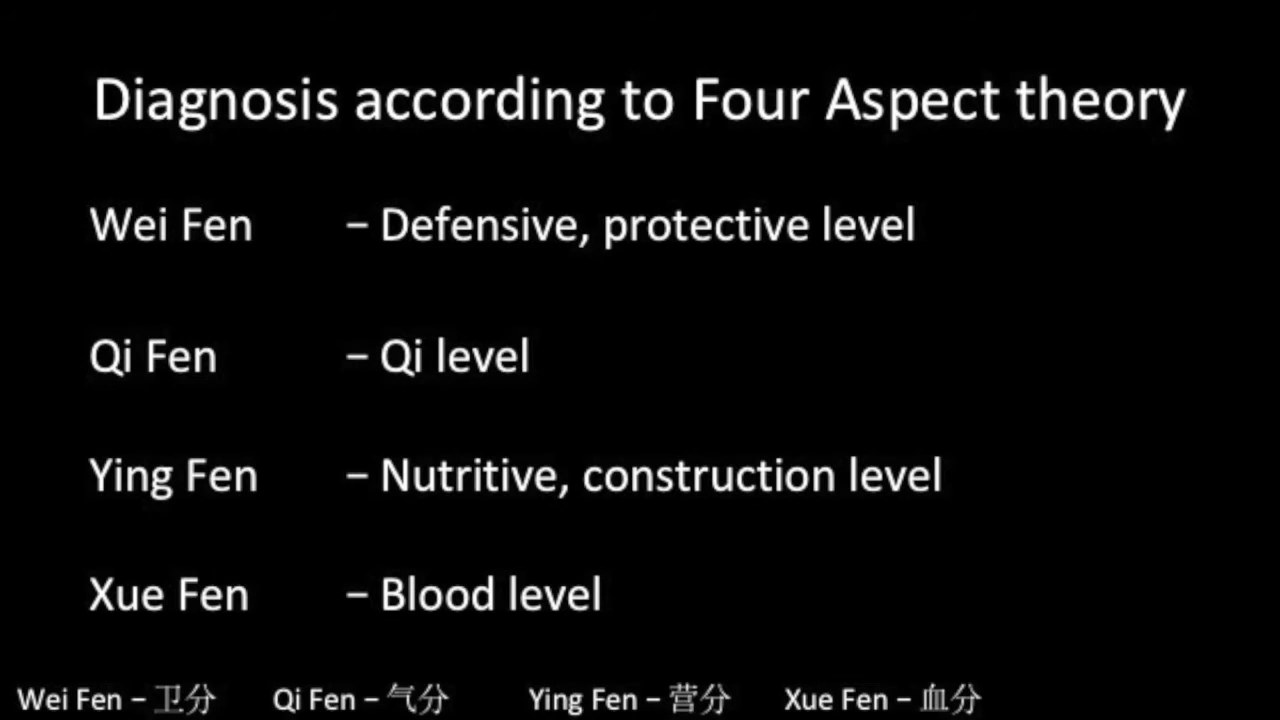 Diagnosis according to Four Aspect theory
Wei Fen – Defensive, protective level
Qi Fen – Qi level
Ying Fen – Nutritive, construction level
Xue Fen – Blood level
Wei Fen – 卫分 Qi Fen – 气分 Ying Fen – 营分 Xue Fen – 血分